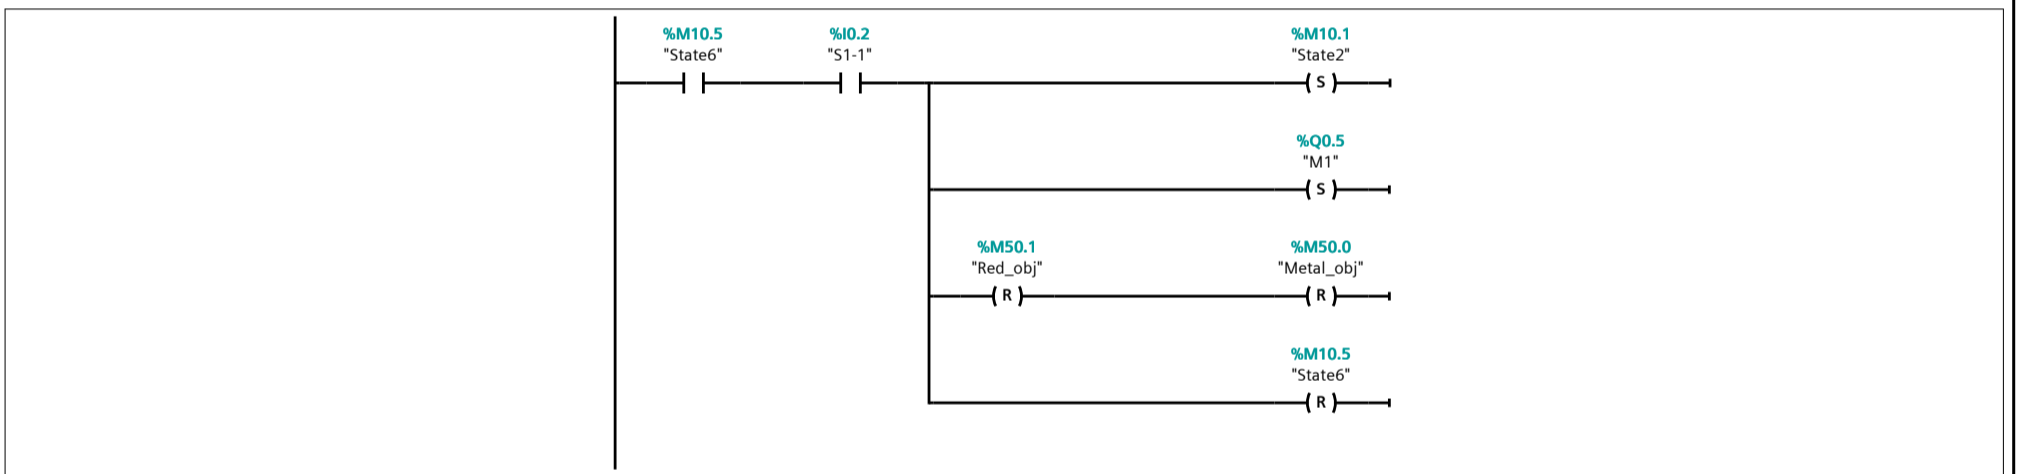 %M10.5
"State6"
%I0.2
"S1-1"
%M10.1
"State2"
S
%Q0.5
"M1"
S
%M50.1
"Red_obj"
R
%M50.0
"Metal_obj"
R
%M10.5
"State6"
R